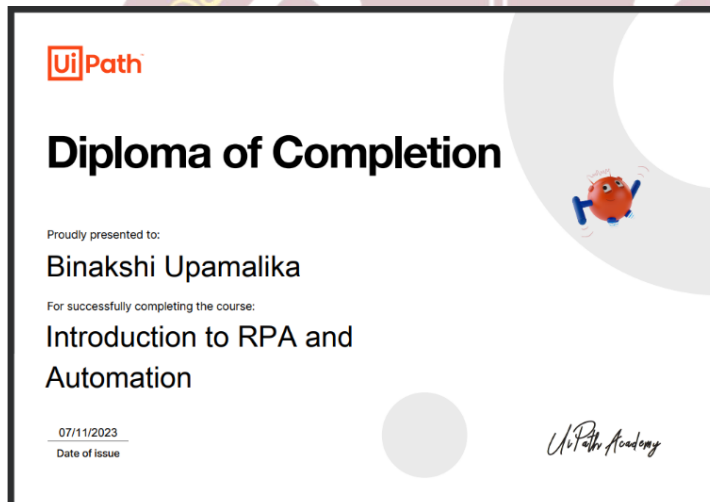 UiPath
Diploma of Completion
Proudly presented to:
Binakshi Upamalika
For successfully completing the course:
Introduction to RPA and
Automation
07/11/2023
Date of issue
UiPath Academy